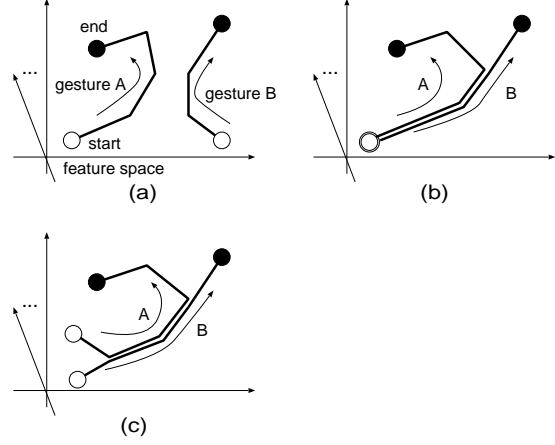 end
...
gesture A
gesture B
start
feature space
(a)
...
A
B
(b)
...
A
B
(c)